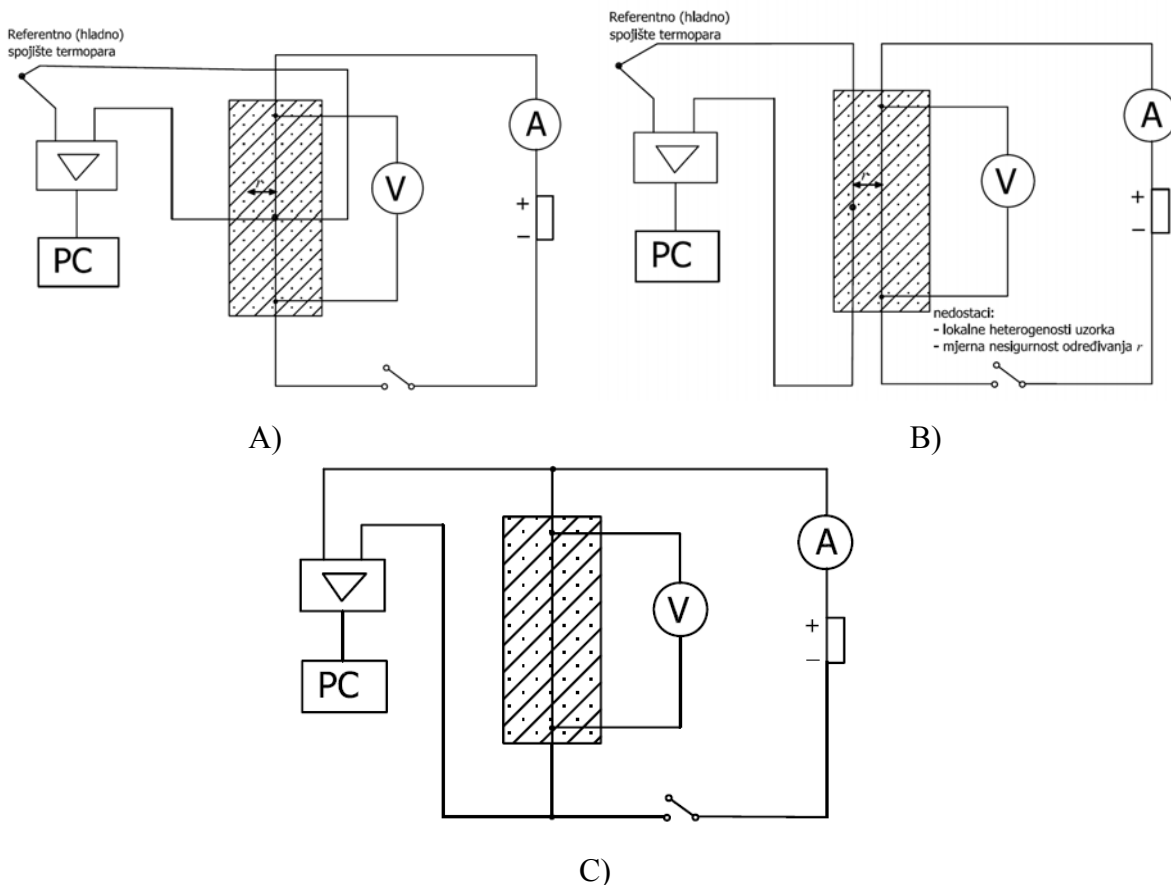 Referentno (hladno)
spojište termopara
A
r
V
+
−
PC
A)
Referentno (hladno)
spojište termopara
A
r
V
+
−
PC
nedostaci:
- lokalne heterogenosti uzorka
- mjerna nesigurnost određivanja r
B)
A
V
+
−
PC
C)